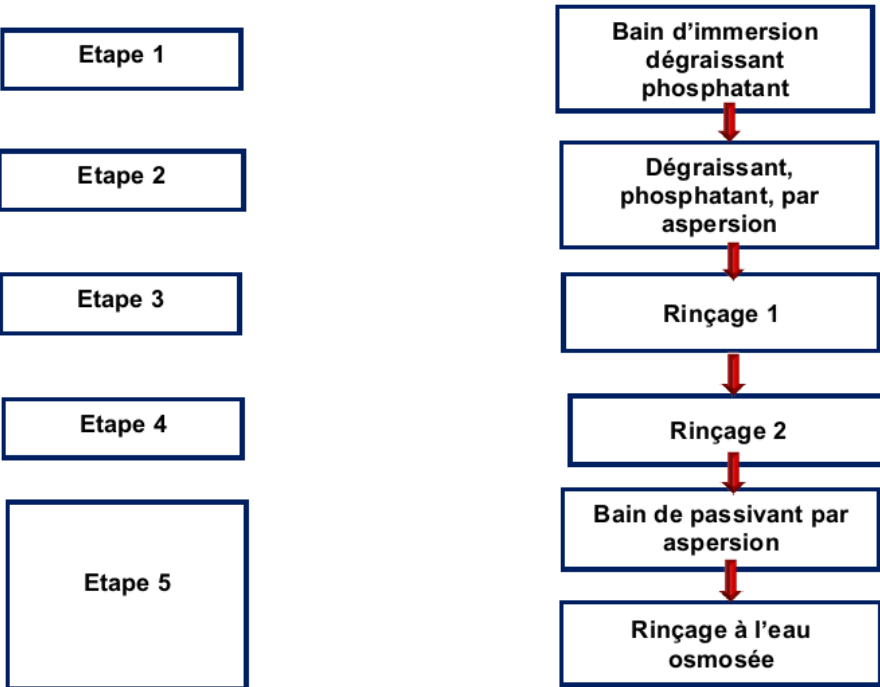 Etape 1
Bain d'immersion
dégraissant
phosphatant
Etape 2
Dégraissant,
phosphatant, par
aspersion
Etape 3
Rinçage 1
Etape 4
Rinçage 2
Etape 5
Bain de passivant par
aspersion
Rinçage à l'eau
osmosée